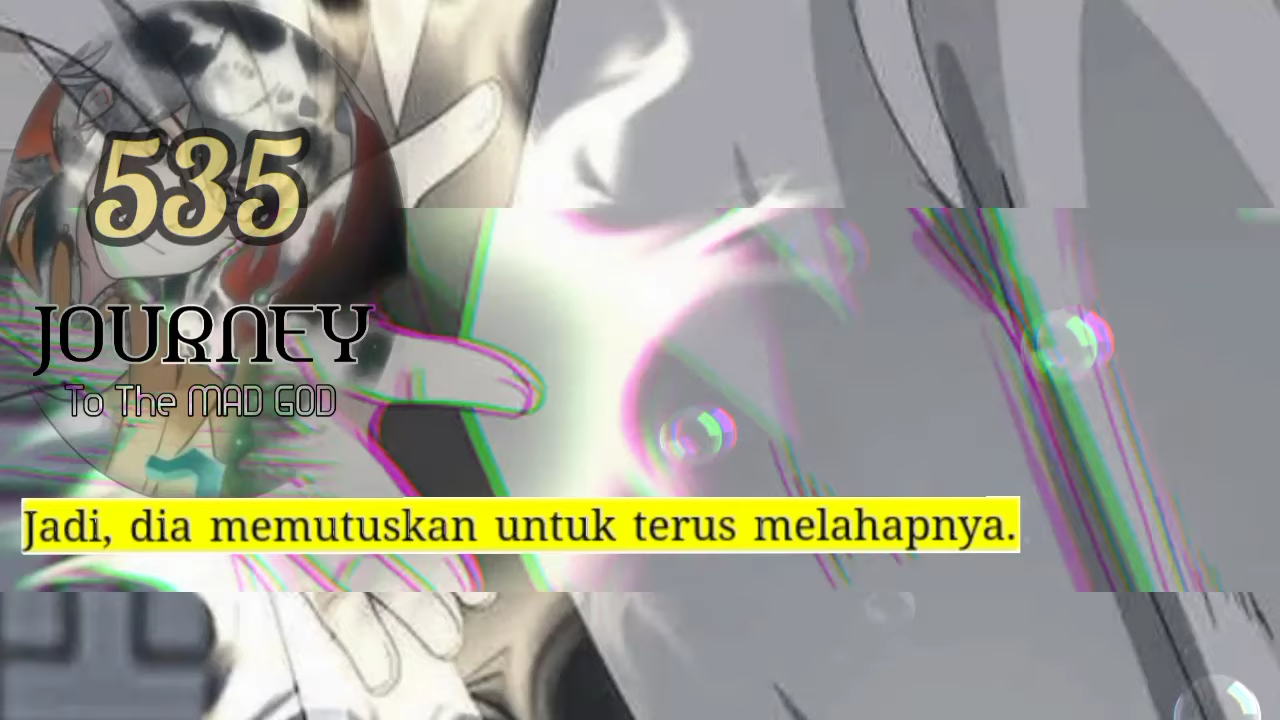 535
JOURNEY
To The MAD GOD
Jadi, dia memutuskan untuk terus melahapnya.